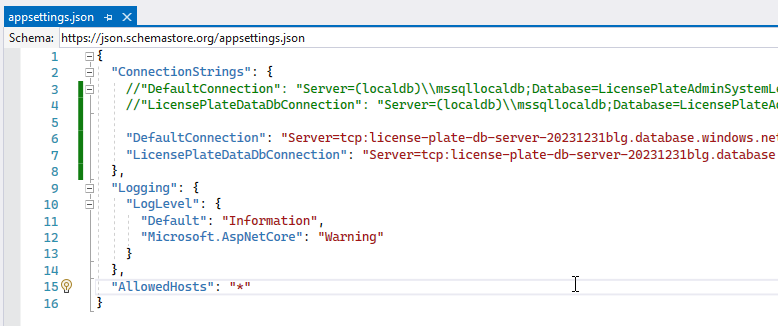 appsettings.json
Schema: https://json.schemastore.org/appsettings.json
1 {
2 "ConnectionStrings": {
3 //"DefaultConnection": "Server=(localdb)\\mssqllocaldb;Database=LicensePlateAdminSystemLo
4 //"LicensePlateDataDbConnection": "Server=(localdb)\\mssqllocaldb;Database=LicensePlateAd
5
6 "DefaultConnection": "Server=tcp:license-plate-db-server-20231231blg.database.windows.net
7 "LicensePlateDataDbConnection": "Server=tcp:license-plate-db-server-20231231blg.database
8 },
9 "Logging": {
10 "LogLevel": {
11 "Default": "Information",
12 "Microsoft.AspNetCore": "Warning"
13 }
14 },
15 "AllowedHosts": "*"
16 }